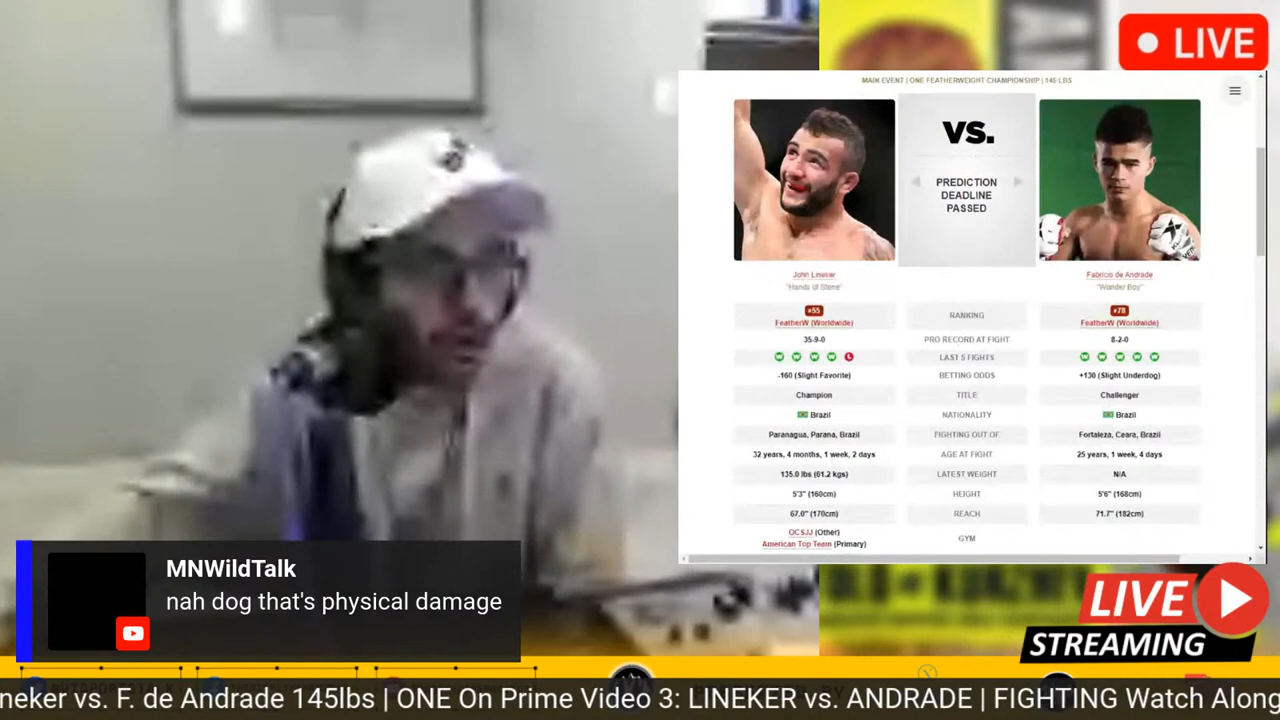 LIVE
MAIN EVENT | ONE FEATHERWEIGHT CHAMPIONSHIP | 145 LBS
VS.
PREDICTION
DEADLINE
PASSED
John Lineker
"Hands of Stone"
Fabricio de Andrade
"Wonder Boy"
#55
FeatherW (Worldwide)
RANKING
#78
FeatherW (Worldwide)
35-9-0
PRO RECORD AT FIGHT
8-2-0
W W W W L
LAST 5 FIGHTS
W W W W W
-160 (Slight Favorite)
BETTING ODDS
+130 (Slight Underdog)
Champion
TITLE
Challenger
Brazil
NATIONALITY
Brazil
Paranagua, Parana, Brazil
FIGHTING OUT OF
Fortaleza, Ceara, Brazil
32 years, 4 months, 1 week, 2 days
AGE AT FIGHT
25 years, 1 week, 4 days
135.0 lbs (61.2 kgs)
LATEST WEIGHT
N/A
5'3" (160cm)
HEIGHT
5'6" (168cm)
67.0" (170cm)
REACH
71.7" (182cm)
OCSJJ (Other)
American Top Team (Primary)
GYM
MNWildTalk
nah dog that's physical damage
LIVE
STREAMING
neker vs. F. de Andrade 145lbs | ONE On Prime Video 3: LINEKER vs. ANDRADE | FIGHTING Watch Along